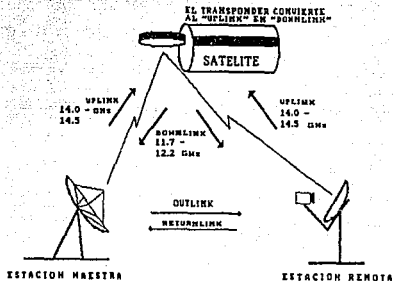 EL TRANSPONDER CONVIERTE
AL "UPLINK" EN "DOWNLINK"
SATELITE
UPLINK
14.0 -
14.5 GHz
UPLINK
14.0 -
14.5 GHz
DOWNLINK
11.7 -
12.2 GHz
OUTLINK
RETURNLINK
ESTACION MAESTRA
ESTACION REMOTA